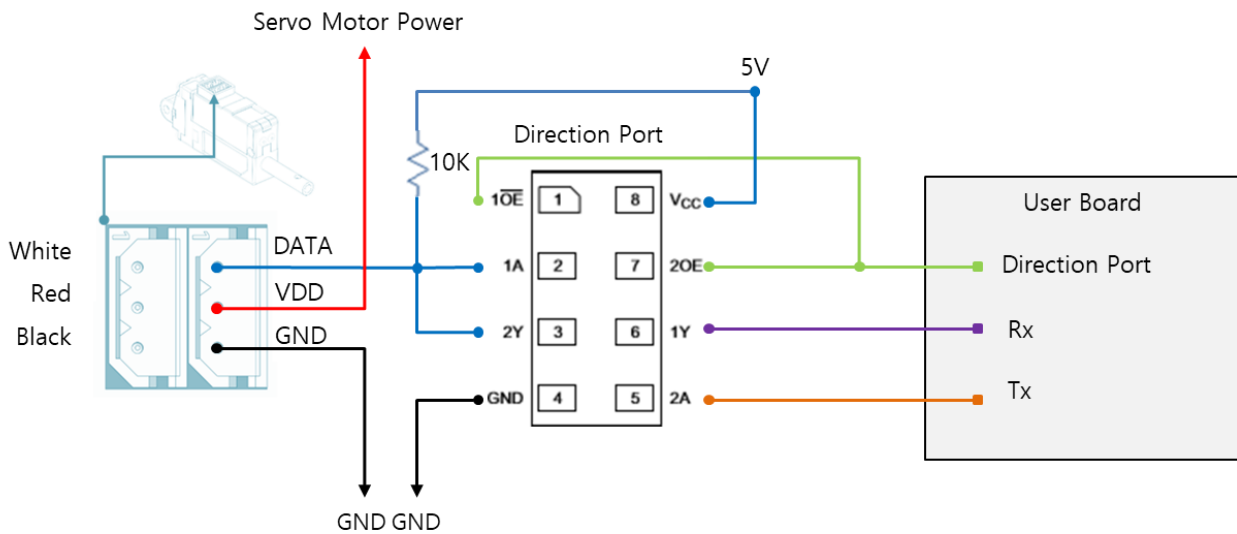 Servo Motor Power
5V
Direction Port
10K
1OE 1 8 VCC
User Board
White DATA 1A 2 7 2OE Direction Port
Red VDD
Black GND 2Y 3 6 1Y Rx
GND 4 5 2A Tx
GND GND